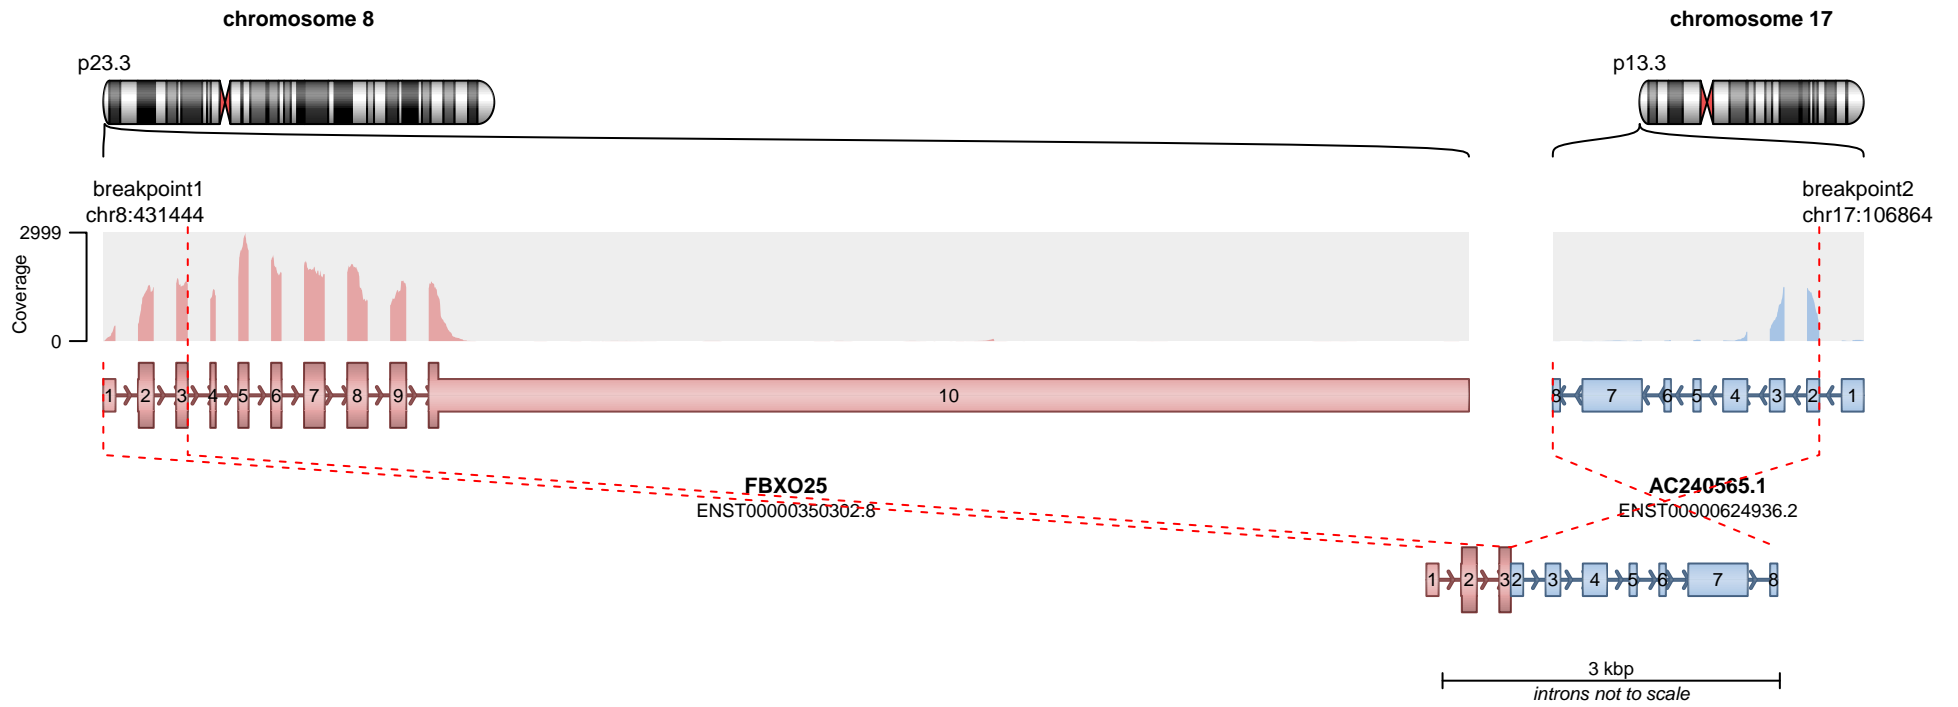 chromosome 8
chromosome 17
p23.3
p13.3
breakpoint1
chr8:431444
breakpoint2
chr17:106864
2999
0
Coverage
1 2 3 4 5 6 7 8 9 10
8 7 6 5 4 3 2 1
FBXO25
ENST00000350302.8
AC240565.1
ENST00000624936.2
1 2 3 2 3 4 5 6 7 8
3 kbp
introns not to scale